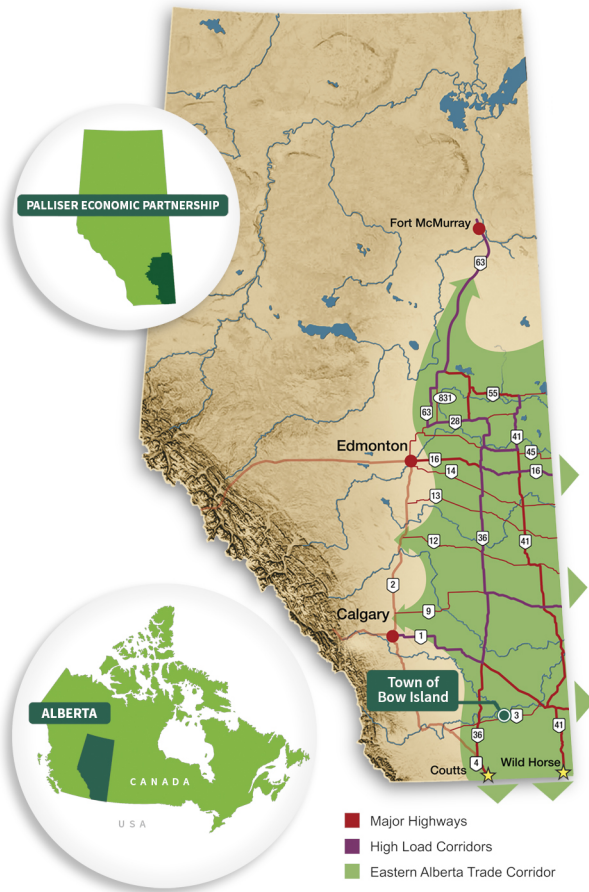 PALLISER ECONOMIC PARTNERSHIP
Fort McMurray
63
55
831
63
28
41
45
Edmonton
16
16
14
13
36
41
12
2
9
Calgary
1
Town of
Bow Island
3
41
36
4
Coutts
Wild Horse
ALBERTA
CANADA
USA
Major Highways
High Load Corridors
Eastern Alberta Trade Corridor